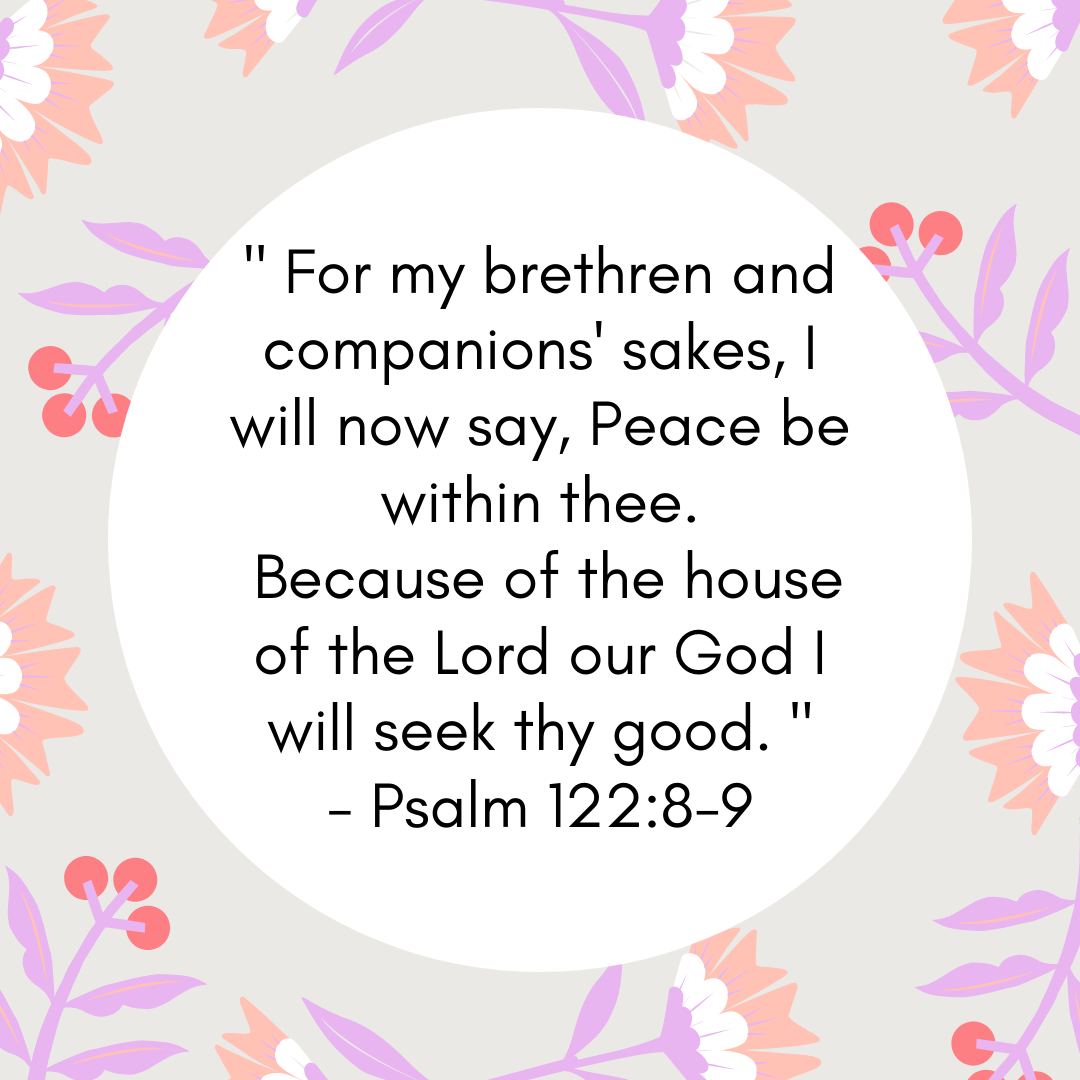 " For my brethren and
companions' sakes, I
will now say, Peace be
within thee.
Because of the house
of the Lord our God I
will seek thy good. "
- Psalm 122:8-9